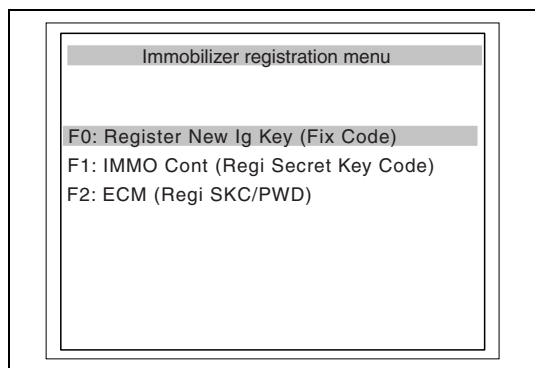 Immobilizer registration menu
F0: Register New Ig Key (Fix Code)
F1: IMMO Cont (Regi Secret Key Code)
F2: ECM (Regi SKC/PWD)